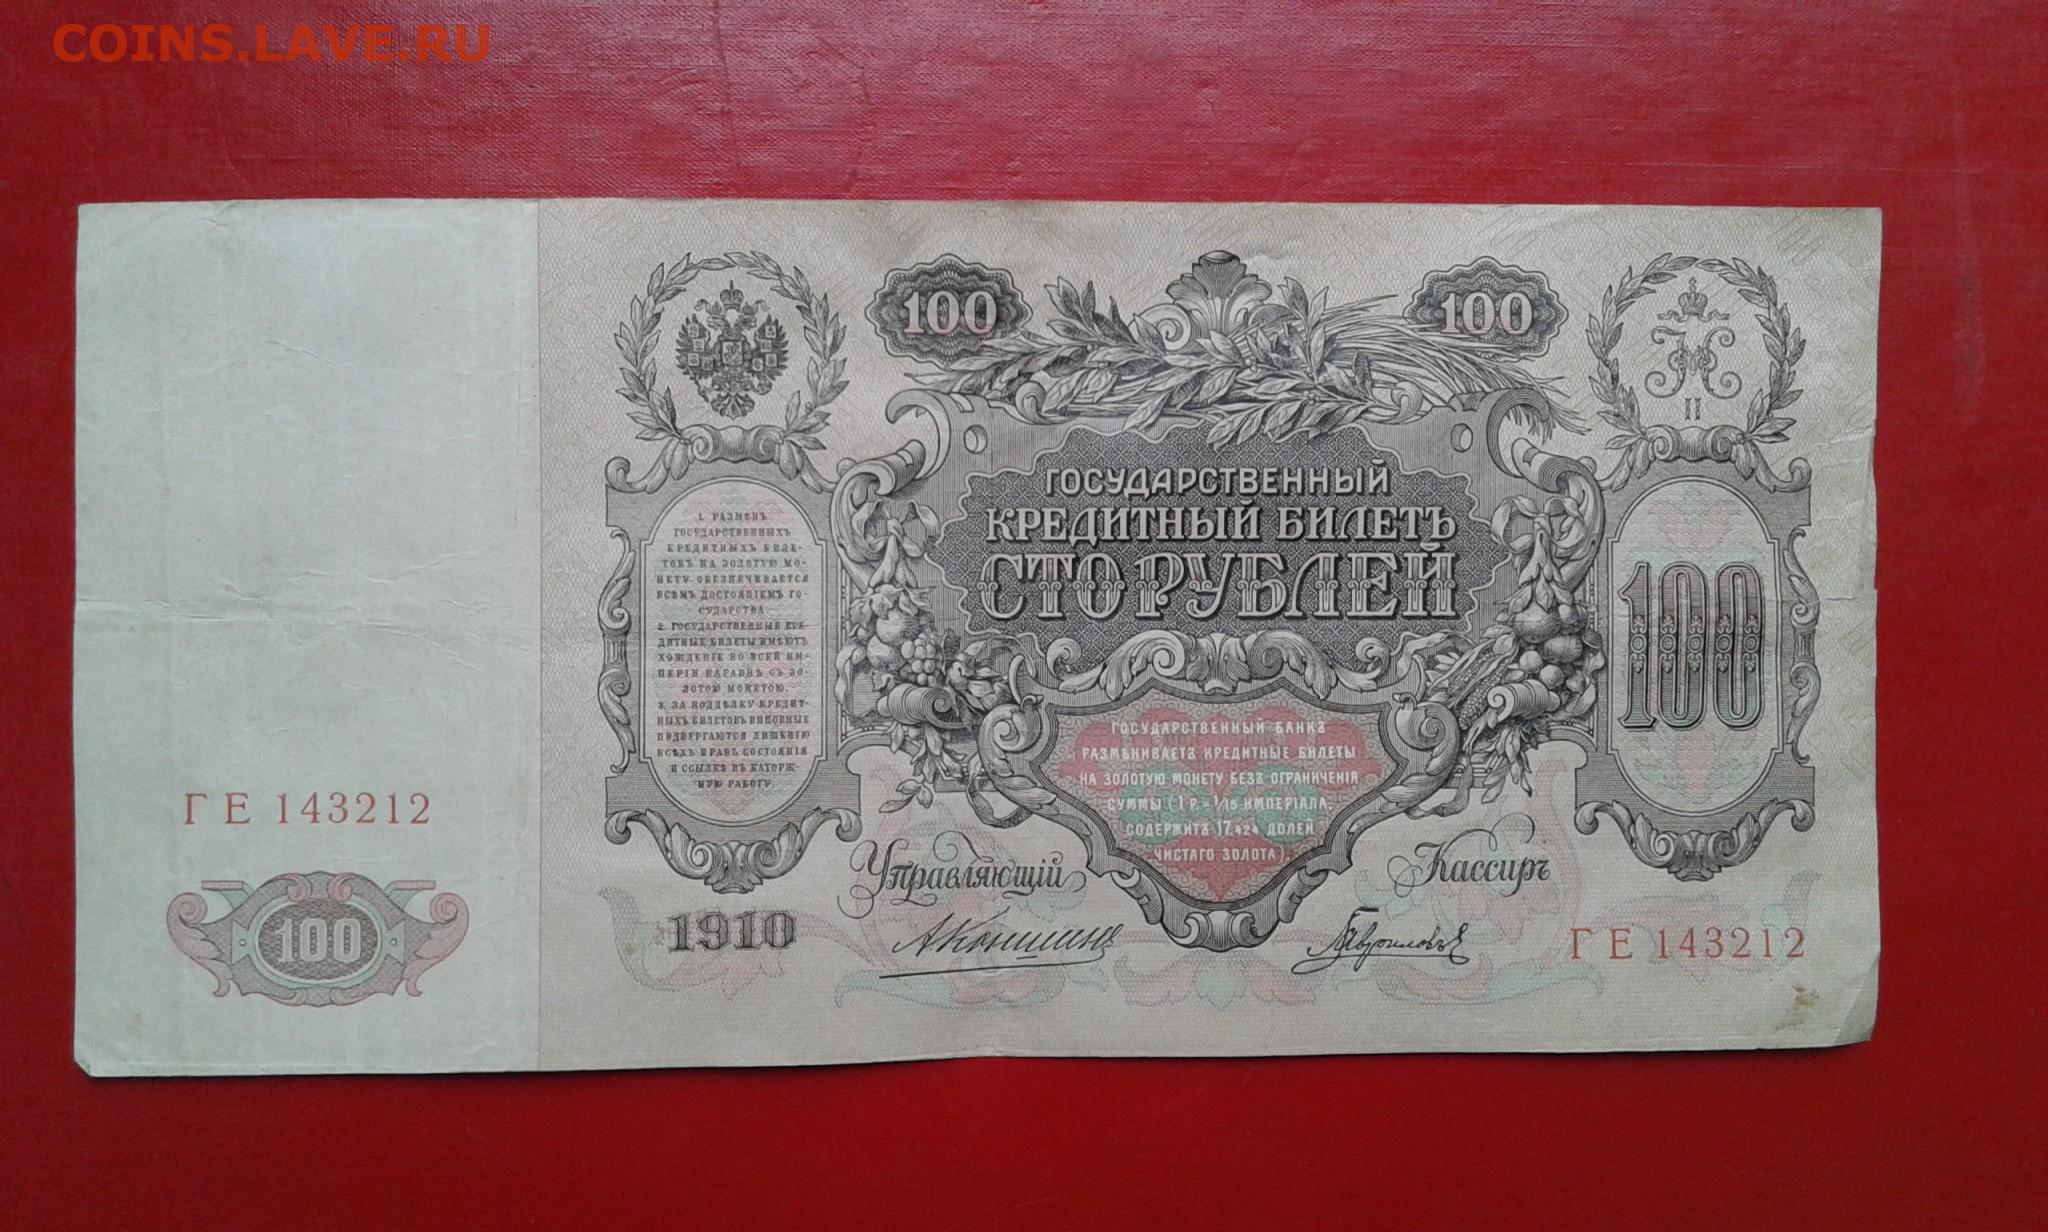 COINS.LAVE.RU
100
100
II
ГОСУДАРСТВЕННЫЙ
КРЕДИТНЫЙ БИЛЕТЪ
СТО РУБЛЕЙ
1. РАЗМѢНЪ
ГОСУДАРСТВЕННЫХЪ
КРЕДИТНЫХЪ БИЛЕ-
ТОВЪ НА ЗОЛОТУЮ МО-
НЕТУ ОБЕЗПЕЧИВАЕТСЯ
ВСѢМЪ ДОСТОЯНІЕМЪ ГО-
СУДАРСТВА
2. ГОСУДАРСТВЕННЫЕ КРЕ-
ДИТНЫЕ БИЛЕТЫ ИМѢЮТЪ
ХОЖДЕНІЕ ВО ВСЕЙ ИМ-
ПЕРІИ НАРАВНѢ СЪ ЗО-
ЛОТОЮ МОНЕТОЮ.
3. ЗА ПОДДѢЛКУ КРЕДИТ-
НЫХЪ БИЛЕТОВЪ ВИНОВНЫЕ
ПОДВЕРГАЮТСЯ ЛИШЕНІЮ
ВСѢХЪ ПРАВЪ СОСТОЯНІЯ
И ССЫЛКѢ ВЪ КАТОРЖ-
НУЮ РАБОТУ
100
ГОСУДАРСТВЕННЫЙ БАНКЪ
РАЗМѢНИВАЕТЪ КРЕДИТНЫЕ БИЛЕТЫ
НА ЗОЛОТУЮ МОНЕТУ БЕЗЪ ОГРАНИЧЕНІЯ
СУММЫ (1 Р.=1/15 ИМПЕРІАЛА,
СОДЕРЖИТЪ 17,424 ДОЛЕЙ
ЧИСТАГО ЗОЛОТА).
ГЕ 143212
100
Управляющій
Кассиръ
1910
АКоншинъ
Гавриловъ
ГЕ 143212